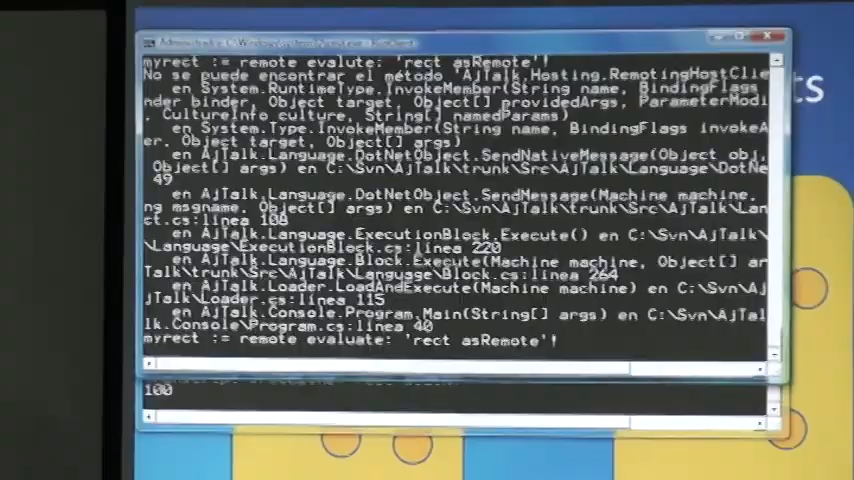 myrect := remote evalute: 'rect asRemote'!
No se puede encontrar el método 'AjTalk.Hosting.RemotingHostClie
en System.RuntimeType.InvokeMember(String name, BindingFlags
nder binder, Object target, Object[] providedArgs, ParameterModi
, CultureInfo culture, String[] namedParams)
en System.Type.InvokeMember(String name, BindingFlags invokeA
er, Object target, Object[] args)
en AjTalk.Language.DotNetObject.SendNativeMessage(Object obj,
Object[] args) en C:\Svn\AjTalk\trunk\Src\AjTalk\Language\DotNe
49
en AjTalk.Language.DotNetObject.SendMessage(Machine machine,
ng msgname, Object[] args) en C:\Svn\AjTalk\trunk\Src\AjTalk\Lan
ct.cs:línea 108
en AjTalk.Language.ExecutionBlock.Execute() en C:\Svn\AjTalk\
\Language\ExecutionBlock.cs:línea 220
en AjTalk.Language.Block.Execute(Machine machine, Object[] ar
Talk\trunk\Src\AjTalk\Language\Block.cs:línea 264
en AjTalk.Loader.LoadAndExecute(Machine machine) en C:\Svn\Aj
jTalk\Loader.cs:línea 115
en AjTalk.Console.Program.Main(String[] args) en C:\Svn\AjTal
lk.Console\Program.cs:línea 40
myrect := remote evaluate: 'rect asRemote'!
100
ts